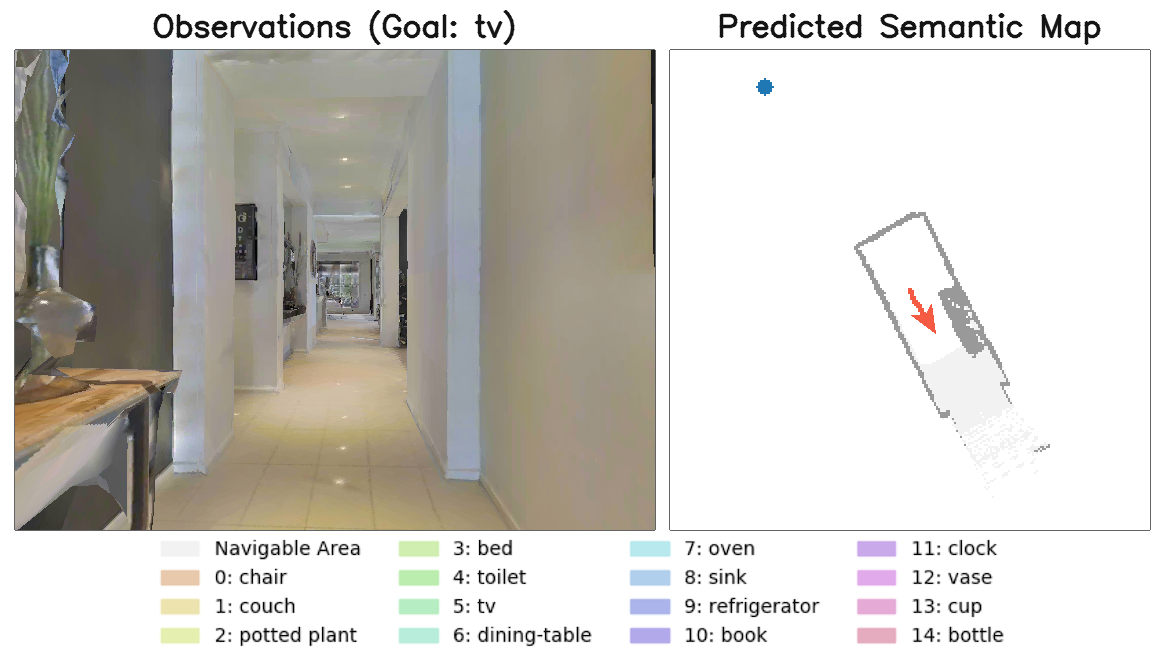 Observations (Goal: tv)
Predicted Semantic Map
Navigable Area
0: chair
1: couch
2: potted plant
3: bed
4: toilet
5: tv
6: dining-table
7: oven
8: sink
9: refrigerator
10: book
11: clock
12: vase
13: cup
14: bottle